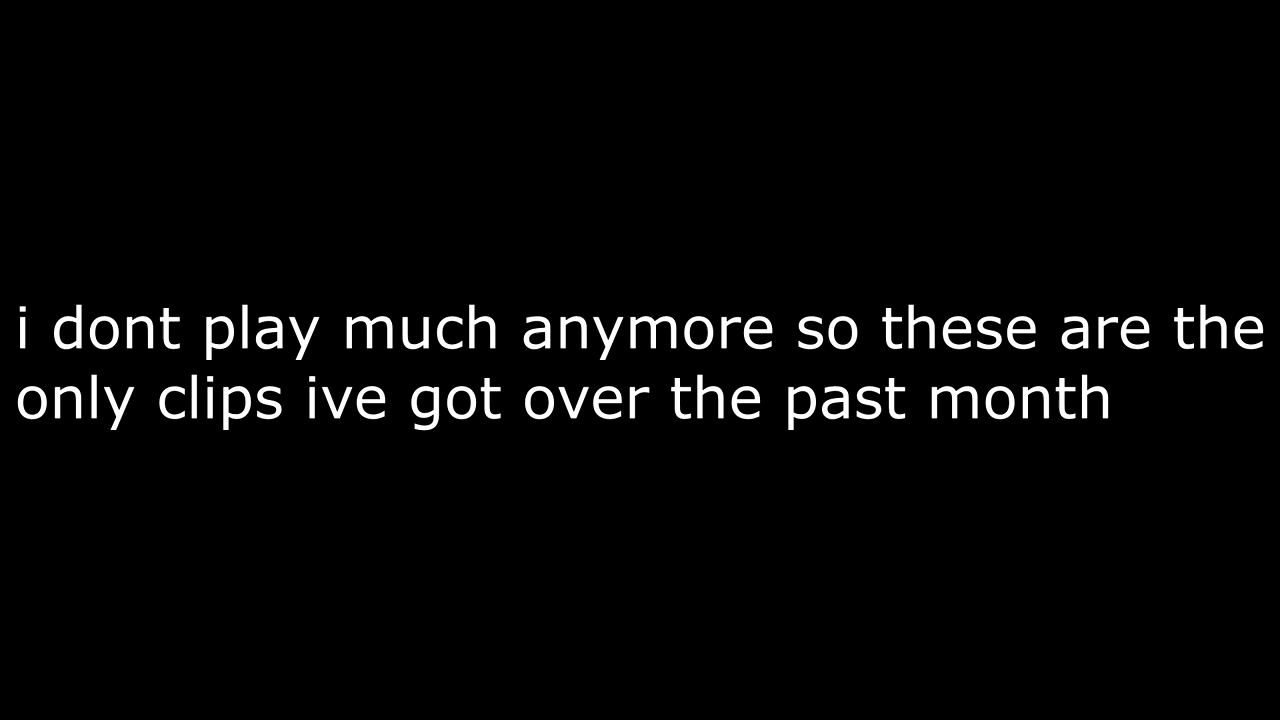 i dont play much anymore so these are the
only clips ive got over the past month